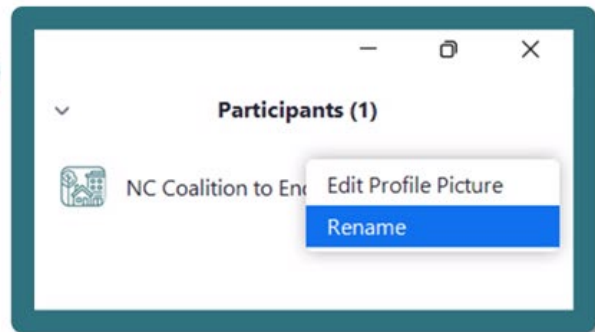 Participants (1)
NC Coalition to En
Edit Profile Picture
Rename